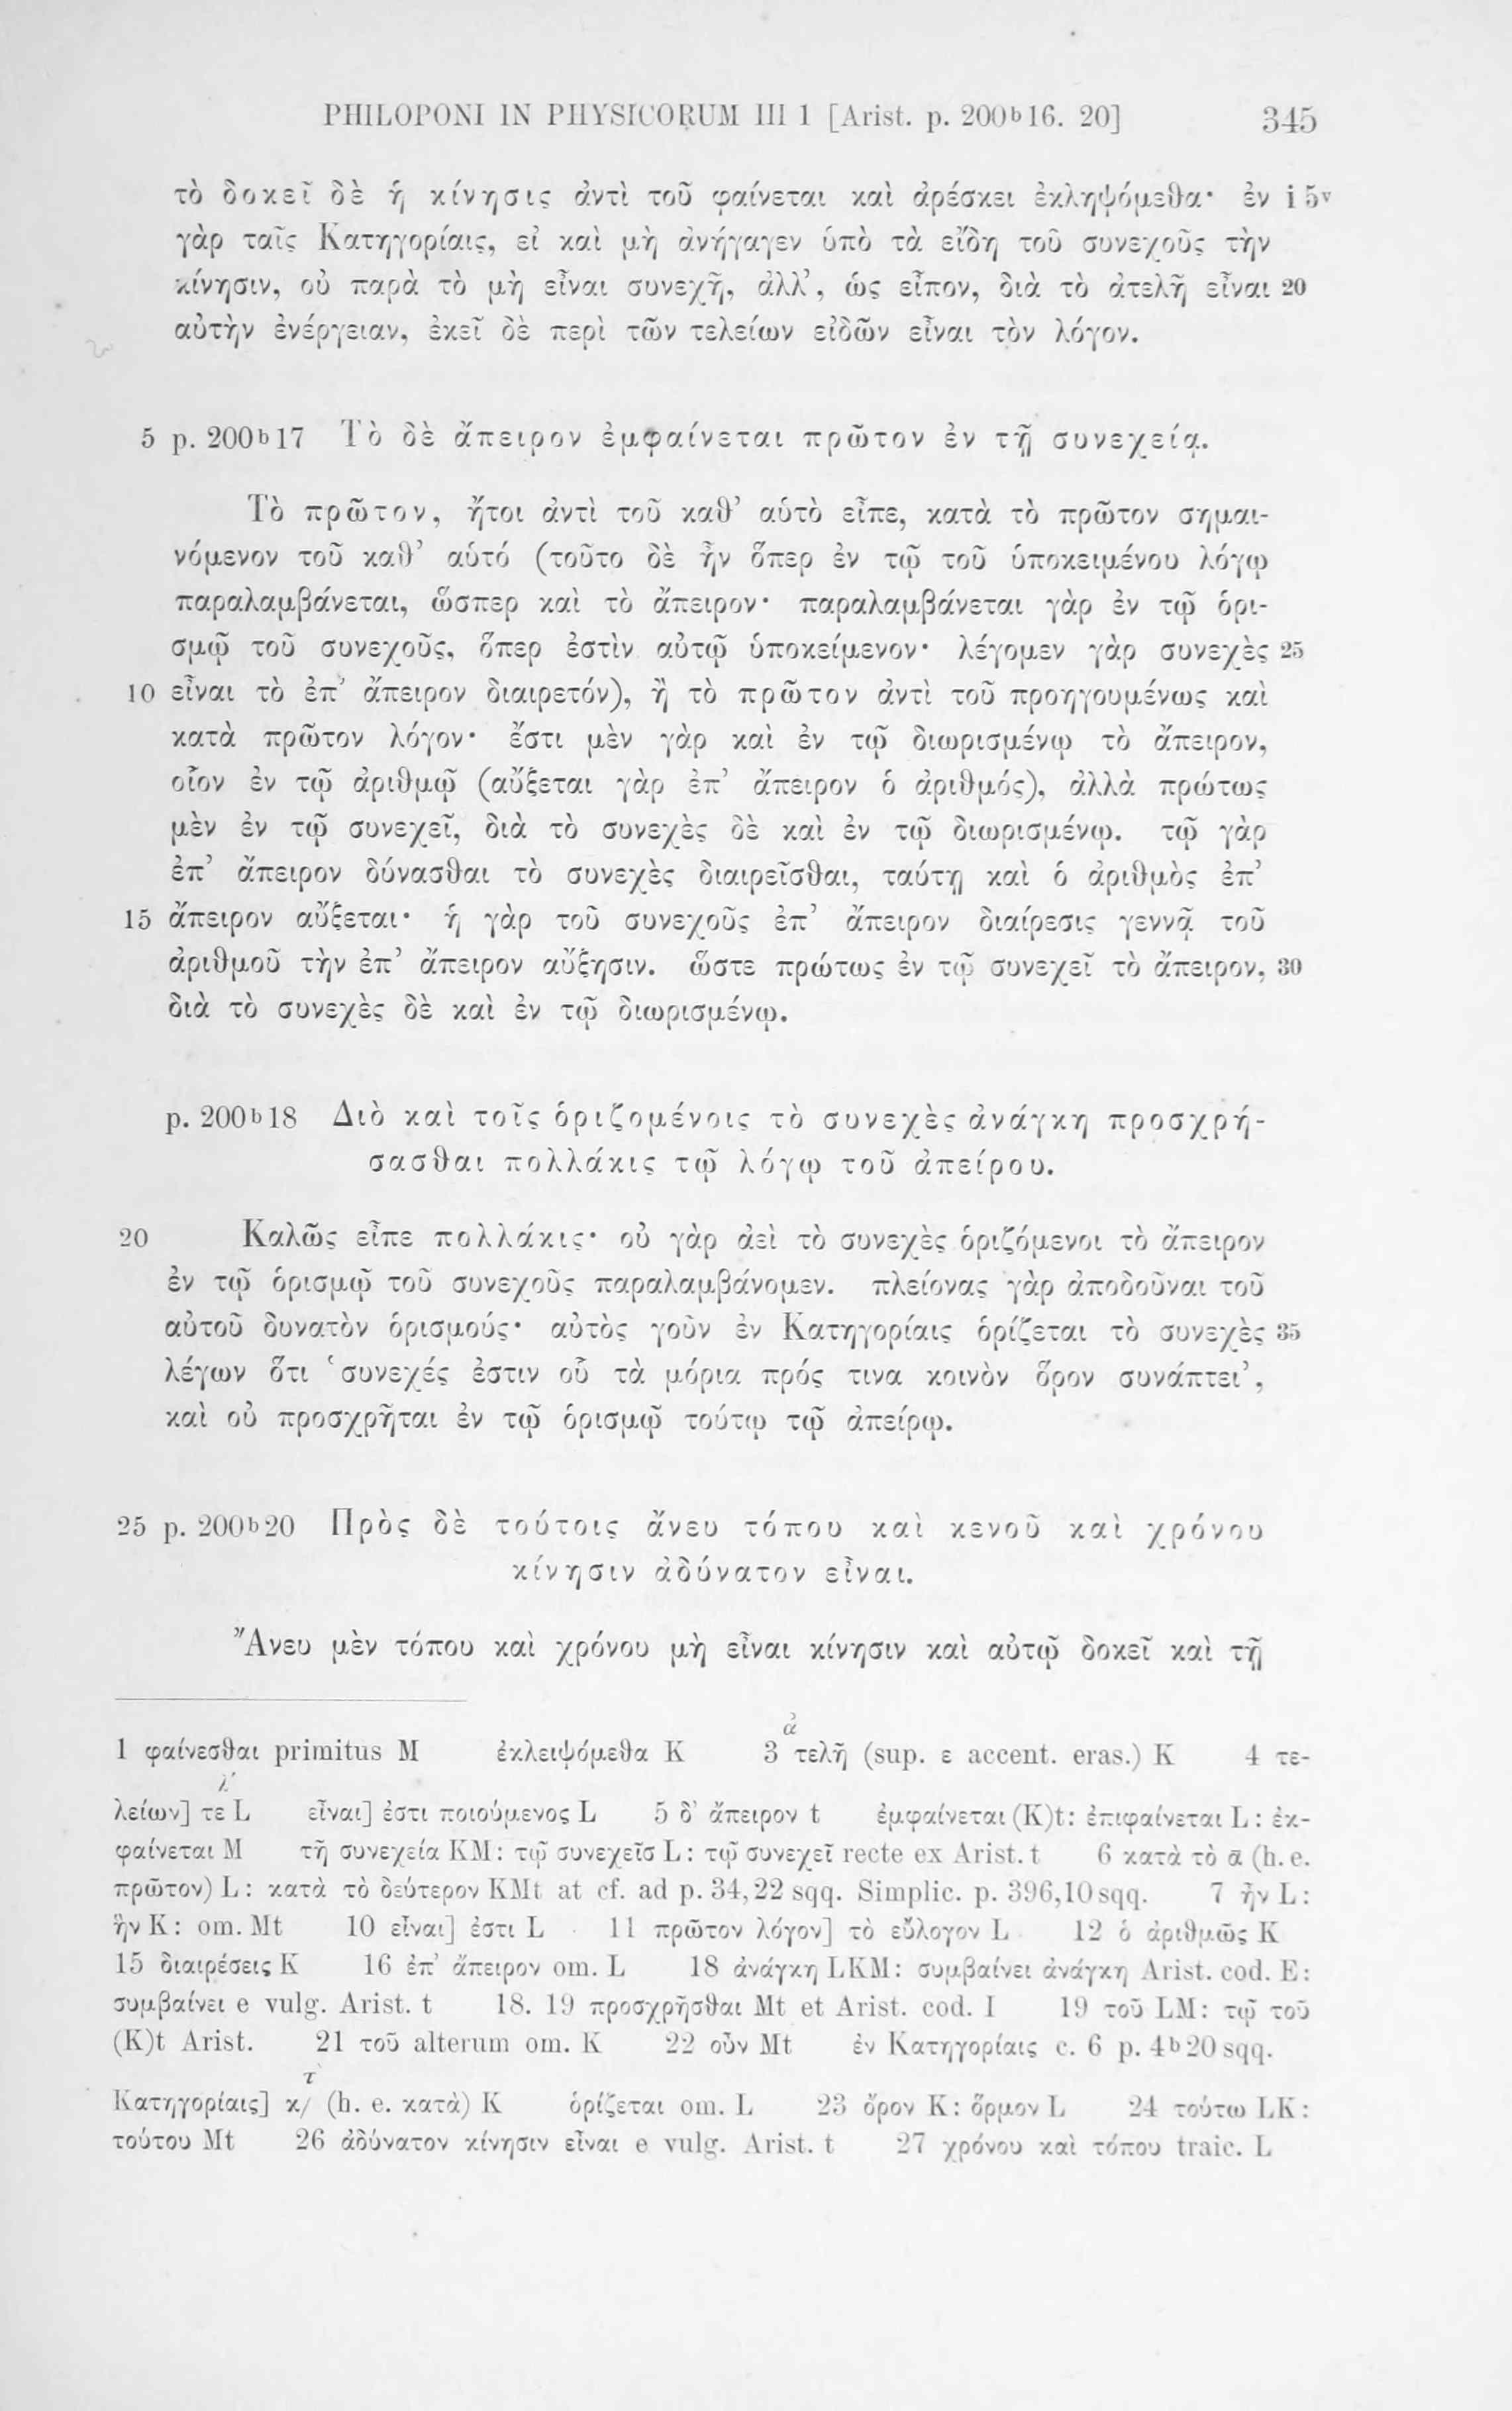 PHILOPONI IN PHYSICORUM III 1 [Arist. p. 200ᵇ16. 20] 345
τὸ δοκεῖ δὲ ἡ κίνησις ἀντὶ τοῦ φαίνεται καὶ ἀρέσκει ἐκληψόμεθα· ἐν i 5ᵛ
γὰρ ταῖς Κατηγορίαις, εἰ καὶ μὴ ἀνήγαγεν ὑπὸ τὰ εἴδη τοῦ συνεχοῦς τὴν
κίνησιν, οὐ παρὰ τὸ μὴ εἶναι συνεχῆ, ἀλλ’, ὡς εἶπον, διὰ τὸ ἀτελῆ εἶναι 20
αὐτὴν ἐνέργειαν, ἐκεῖ δὲ περὶ τῶν τελείων εἰδῶν εἶναι τὸν λόγον.
5 p. 200ᵇ17 Τὸ δὲ ἄπειρον ἐμφαίνεται πρῶτον ἐν τῇ συνεχείᾳ.
Τὸ πρῶτον, ἤτοι ἀντὶ τοῦ καθ’ αὑτὸ εἶπε, κατὰ τὸ πρῶτον σημαι-
νόμενον τοῦ καθ’ αὑτό (τοῦτο δὲ ἦν ὅπερ ἐν τῷ τοῦ ὑποκειμένου λόγῳ
παραλαμβάνεται, ὥσπερ καὶ τὸ ἄπειρον· παραλαμβάνεται γὰρ ἐν τῷ ὁρι-
σμῷ τοῦ συνεχοῦς, ὅπερ ἐστὶν αὐτῷ ὑποκείμενον· λέγομεν γὰρ συνεχὲς 25
10 εἶναι τὸ ἐπ’ ἄπειρον διαιρετόν), ἢ τὸ πρῶτον ἀντὶ τοῦ προηγουμένως καὶ
κατὰ πρῶτον λόγον· ἔστι μὲν γὰρ καὶ ἐν τῷ διωρισμένῳ τὸ ἄπειρον,
οἷον ἐν τῷ ἀριθμῷ (αὔξεται γὰρ ἐπ’ ἄπειρον ὁ ἀριθμός), ἀλλὰ πρώτως
μὲν ἐν τῷ συνεχεῖ, διὰ τὸ συνεχὲς δὲ καὶ ἐν τῷ διωρισμένῳ. τῷ γὰρ
ἐπ’ ἄπειρον δύνασθαι τὸ συνεχὲς διαιρεῖσθαι, ταύτῃ καὶ ὁ ἀριθμὸς ἐπ’
15 ἄπειρον αὔξεται· ἡ γὰρ τοῦ συνεχοῦς ἐπ’ ἄπειρον διαίρεσις γεννᾷ τοῦ
ἀριθμοῦ τὴν ἐπ’ ἄπειρον αὔξησιν. ὥστε πρώτως ἐν τῷ συνεχεῖ τὸ ἄπειρον, 30
διὰ τὸ συνεχὲς δὲ καὶ ἐν τῷ διωρισμένῳ.
p. 200ᵇ18 Διὸ καὶ τοῖς ὁριζομένοις τὸ συνεχὲς ἀνάγκη προσχρή-
σασθαι πολλάκις τῷ λόγῳ τοῦ ἀπείρου.
20 Καλῶς εἶπε πολλάκις· οὐ γὰρ ἀεὶ τὸ συνεχὲς ὁριζόμενοι τὸ ἄπειρον
ἐν τῷ ὁρισμῷ τοῦ συνεχοῦς παραλαμβάνομεν. πλείονας γὰρ ἀποδοῦναι τοῦ
αὐτοῦ δυνατὸν ὁρισμούς· αὐτὸς γοῦν ἐν Κατηγορίαις ὁρίζεται τὸ συνεχὲς 35
λέγων ὅτι ‘συνεχές ἐστιν οὗ τὰ μόρια πρός τινα κοινὸν ὅρον συνάπτει’,
καὶ οὐ προσχρῆται ἐν τῷ ὁρισμῷ τούτῳ τῷ ἀπείρῳ.
25 p. 200ᵇ20 Πρὸς δὲ τούτοις ἄνευ τόπου καὶ κενοῦ καὶ χρόνου
κίνησιν ἀδύνατον εἶναι.
Ἄνευ μὲν τόπου καὶ χρόνου μὴ εἶναι κίνησιν καὶ αὐτῷ δοκεῖ καὶ τῇ
1 φαίνεσθαι primitus M ἐκλειψόμεθα K 3 ἀτελῆ (sup. ε accent. eras.) K 4 τε-
λείων] τελ L εἶναι] ἐστι ποιούμενος L 5 δ’ ἄπειρον t ἐμφαίνεται (K)t: ἐπιφαίνεται L: ἐκ-
φαίνεται M τῆ συνεχεία KM: τῷ συνεχεῖσ L: τῷ συνεχεῖ recte ex Arist. t 6 κατὰ τὸ ᾱ (h. e.
πρῶτον) L: κατὰ τὸ δεύτερον KMt at cf. ad p. 34,22 sqq. Simplic. p. 396,10 sqq. 7 ἦν L:
ἢν K: om. Mt 10 εἶναι] ἐστι L 11 πρῶτον λόγον] τὸ εὔλογον L 12 ὁ ἀριθμῶς K
15 διαιρέσεις K 16 ἐπ’ ἄπειρον om. L 18 ἀνάγκη LKM: συμβαίνει ἀνάγκη Arist. cod. E:
συμβαίνει e vulg. Arist. t 18. 19 προσχρῆσθαι Mt et Arist. cod. I 19 τοῦ LM: τῷ τοῦ
(K)t Arist. 21 τοῦ alterum om. K 22 οὖν Mt ἐν Κατηγορίαις c. 6 p. 4ᵇ20 sqq.
Κατηγορίαις] κ/τ (h. e. κατὰ) K ὁρίζεται om. L 23 ὄρον K: ὅρμον L 24 τούτω LK:
τούτου Mt 26 ἀδύνατον κίνησιν εἶναι e vulg. Arist. t 27 χρόνου καὶ τόπου traic. L